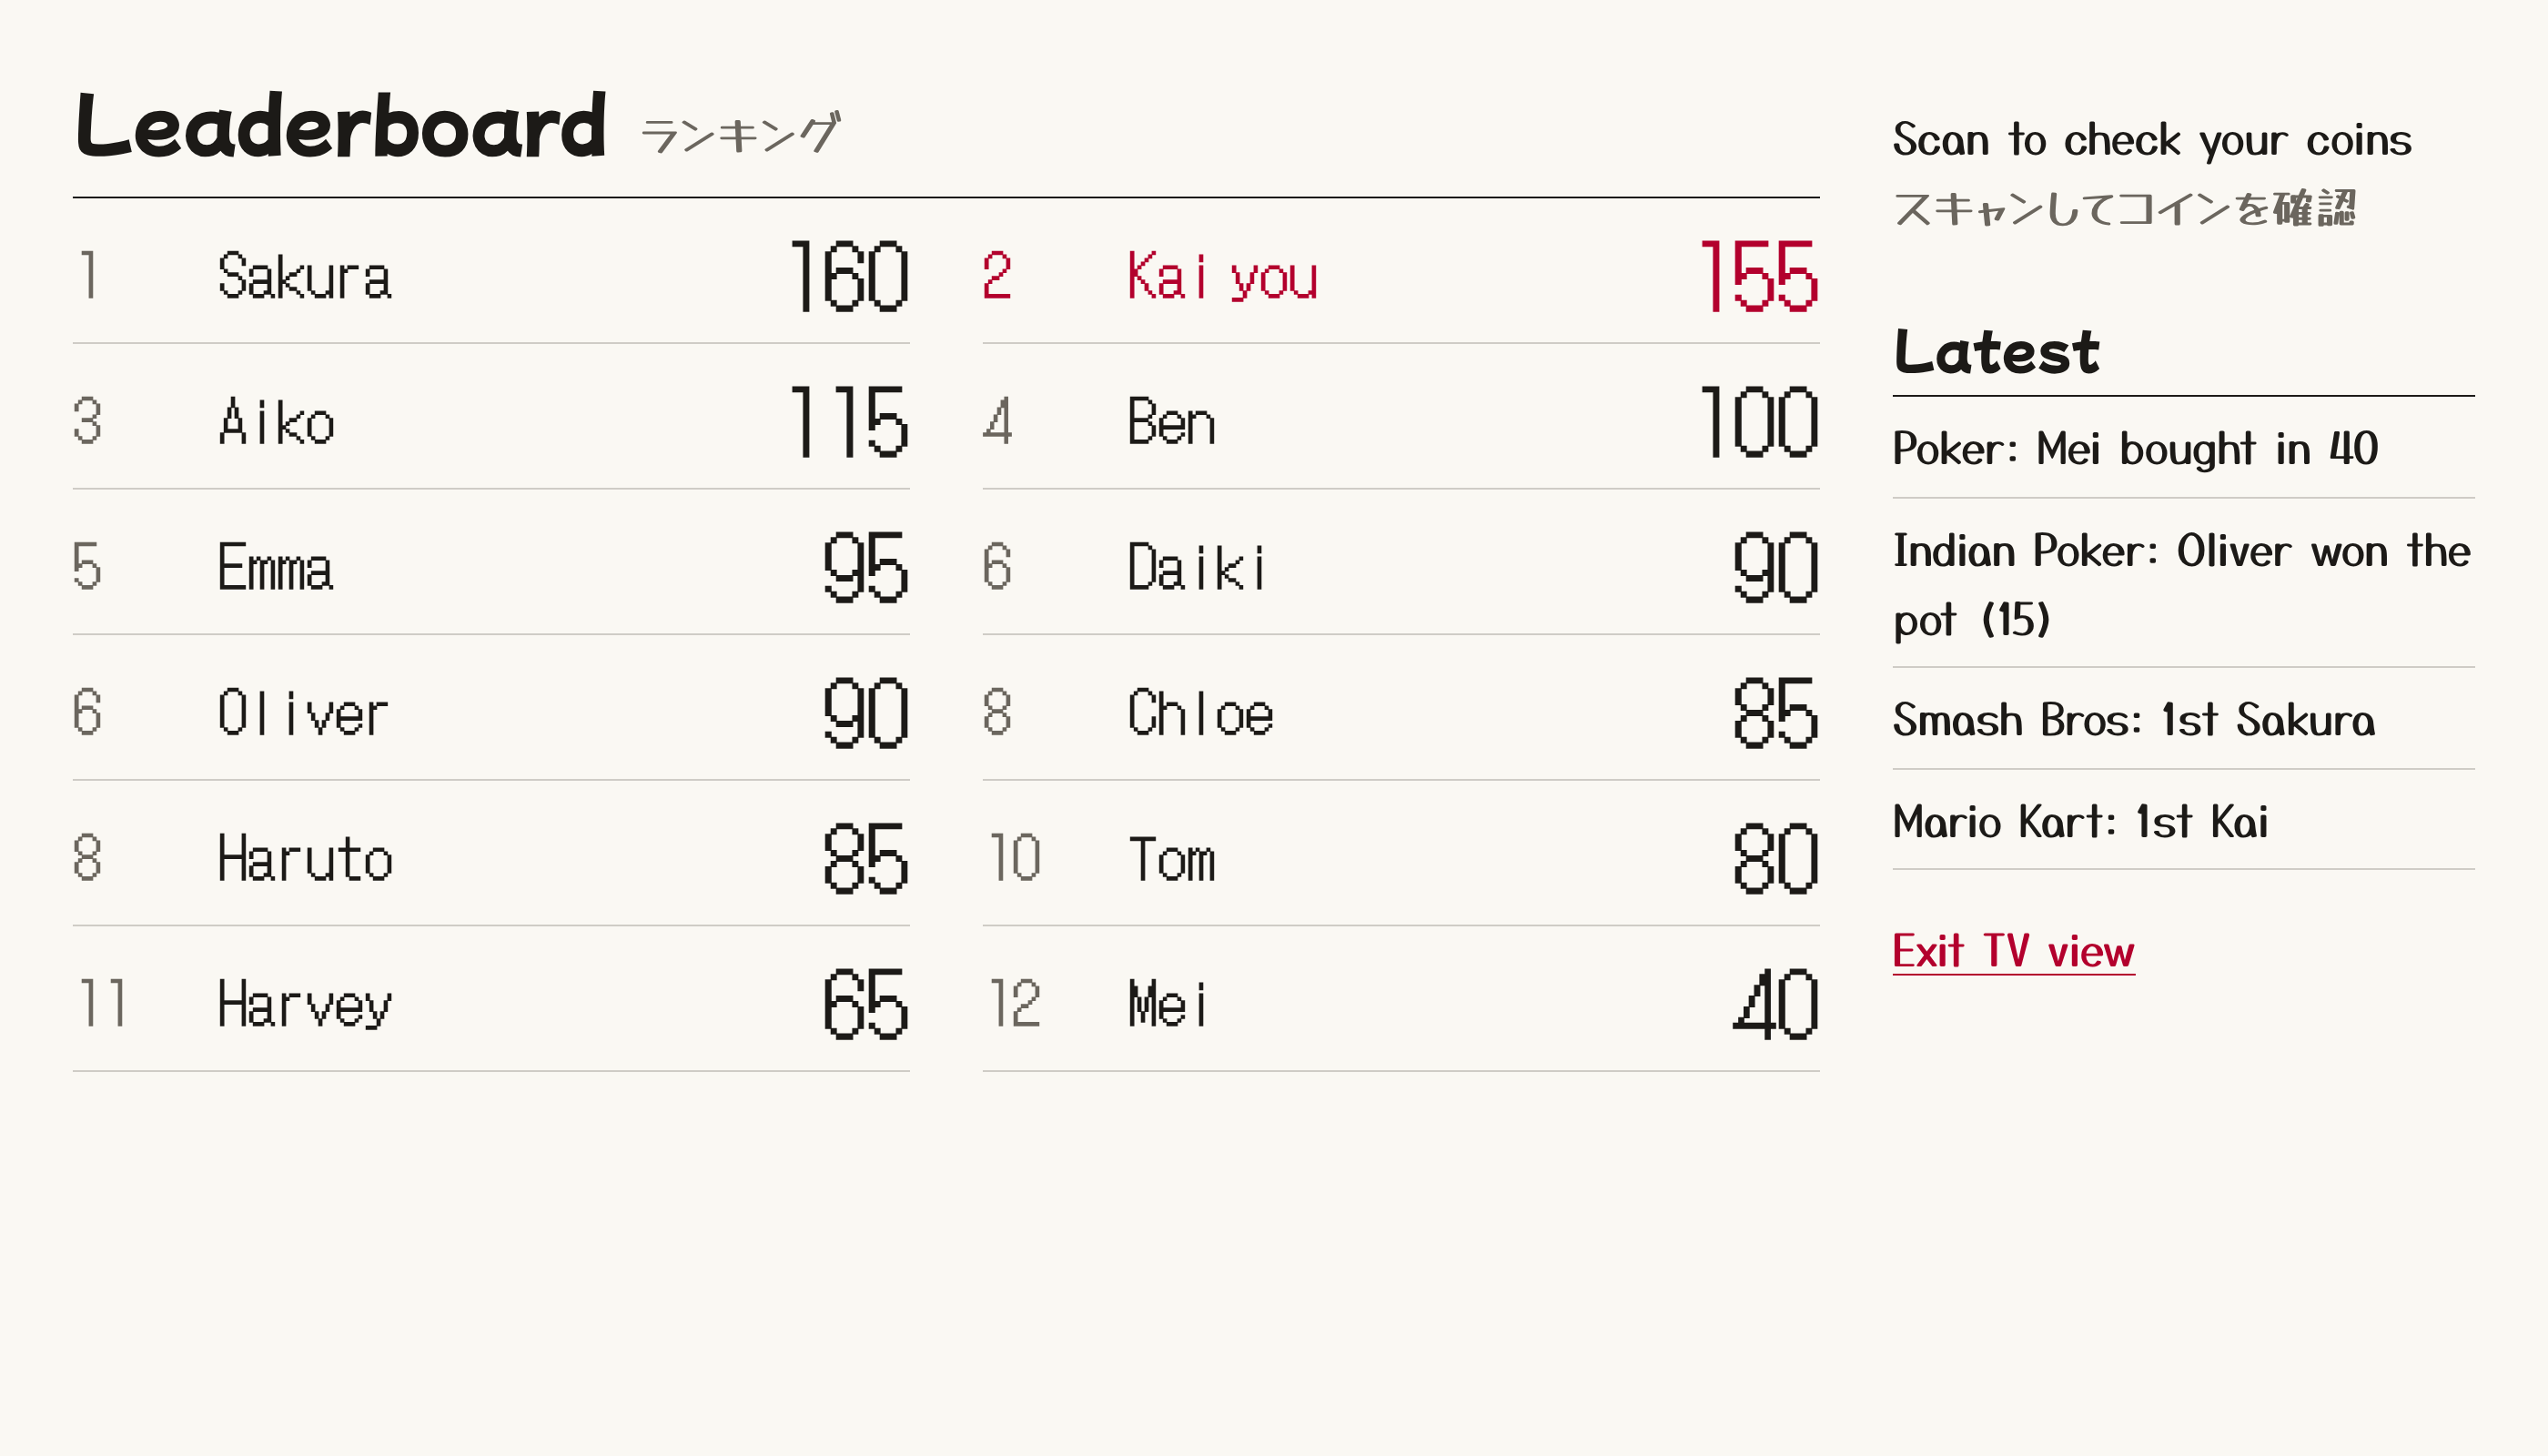 Leaderboard ランキング
1 Sakura 160
2 Kai you 155
3 Aiko 115
4 Ben 100
5 Emma 95
6 Daiki 90
6 Oliver 90
8 Chloe 85
8 Haruto 85
10 Tom 80
11 Harvey 65
12 Mei 40
Scan to check your coins
スキャンしてコインを確認
Latest
Poker: Mei bought in 40
Indian Poker: Oliver won the
pot (15)
Smash Bros: 1st Sakura
Mario Kart: 1st Kai
Exit TV view